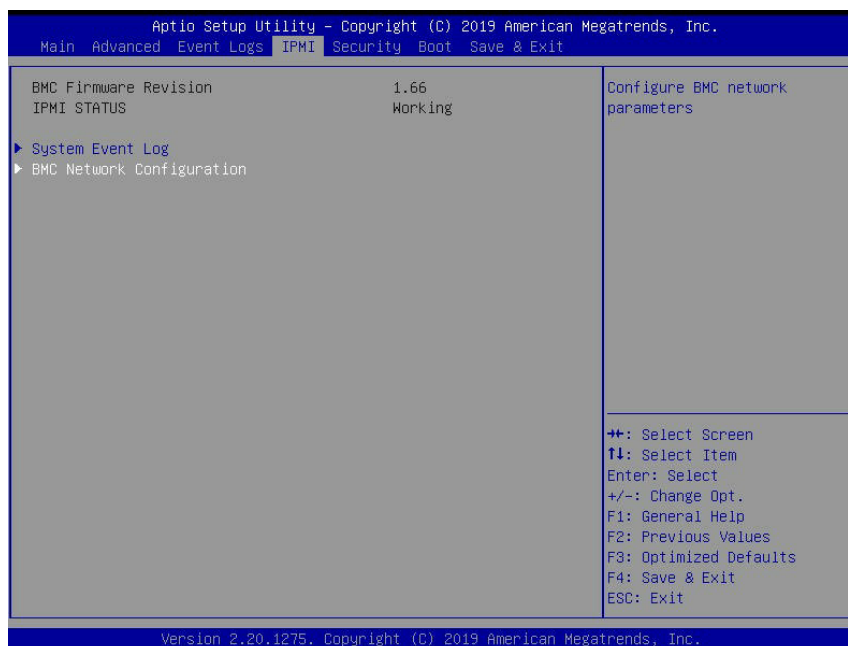 Aptio Setup Utility – Copyright (C) 2019 American Megatrends, Inc.
Main Advanced Event Logs IPMI Security Boot Save & Exit
BMC Firmware Revision 1.66
IPMI STATUS Working
System Event Log
BMC Network Configuration
Configure BMC network
parameters
→←: Select Screen
↑↓: Select Item
Enter: Select
+/-: Change Opt.
F1: General Help
F2: Previous Values
F3: Optimized Defaults
F4: Save & Exit
ESC: Exit
Version 2.20.1275. Copyright (C) 2019 American Megatrends, Inc.